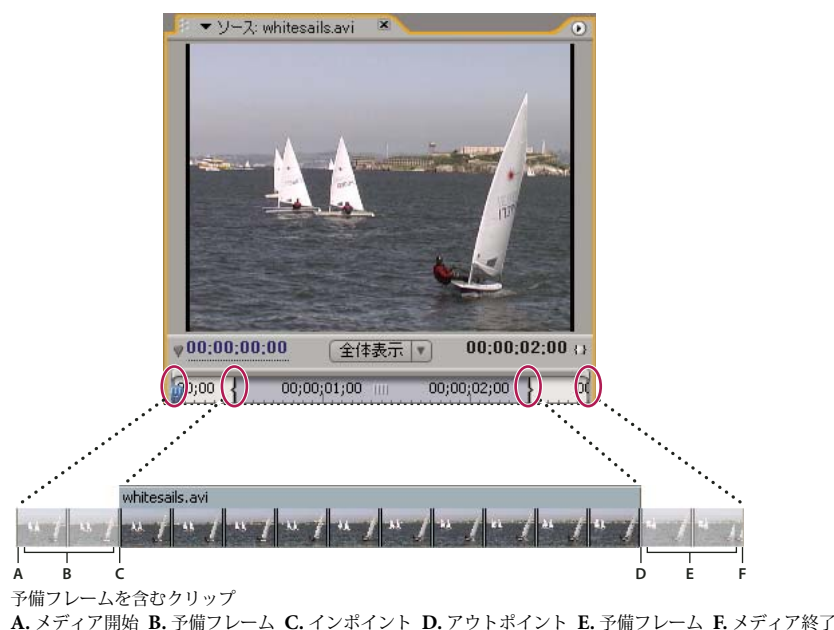 ソース: whitesails.avi
00;00;00;00 全体表示 00;00;02;00
00;00;01;00 00;00;02;00
whitesails.avi
A B C D E F
予備フレームを含むクリップ
A. メディア開始 B. 予備フレーム C. インポイント D. アウトポイント E. 予備フレーム F. メディア終了